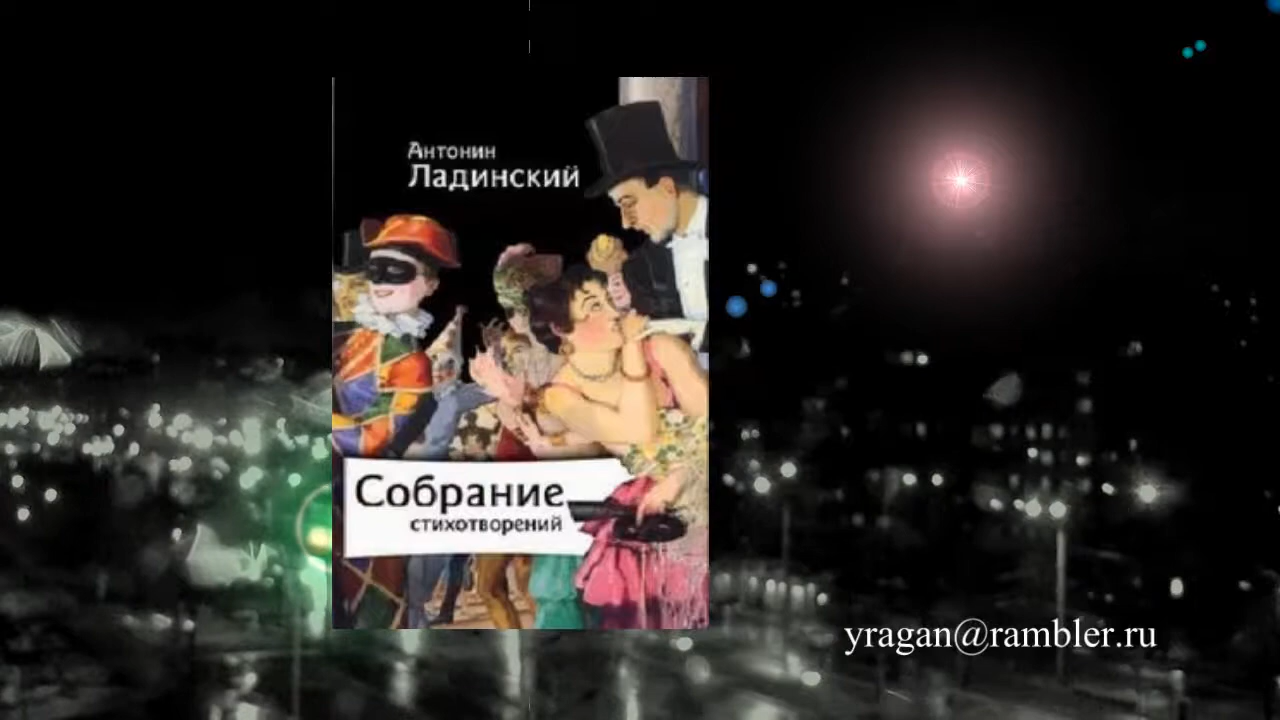 Антонин
Ладинский
Собрание
стихотворений
yragan@rambler.ru